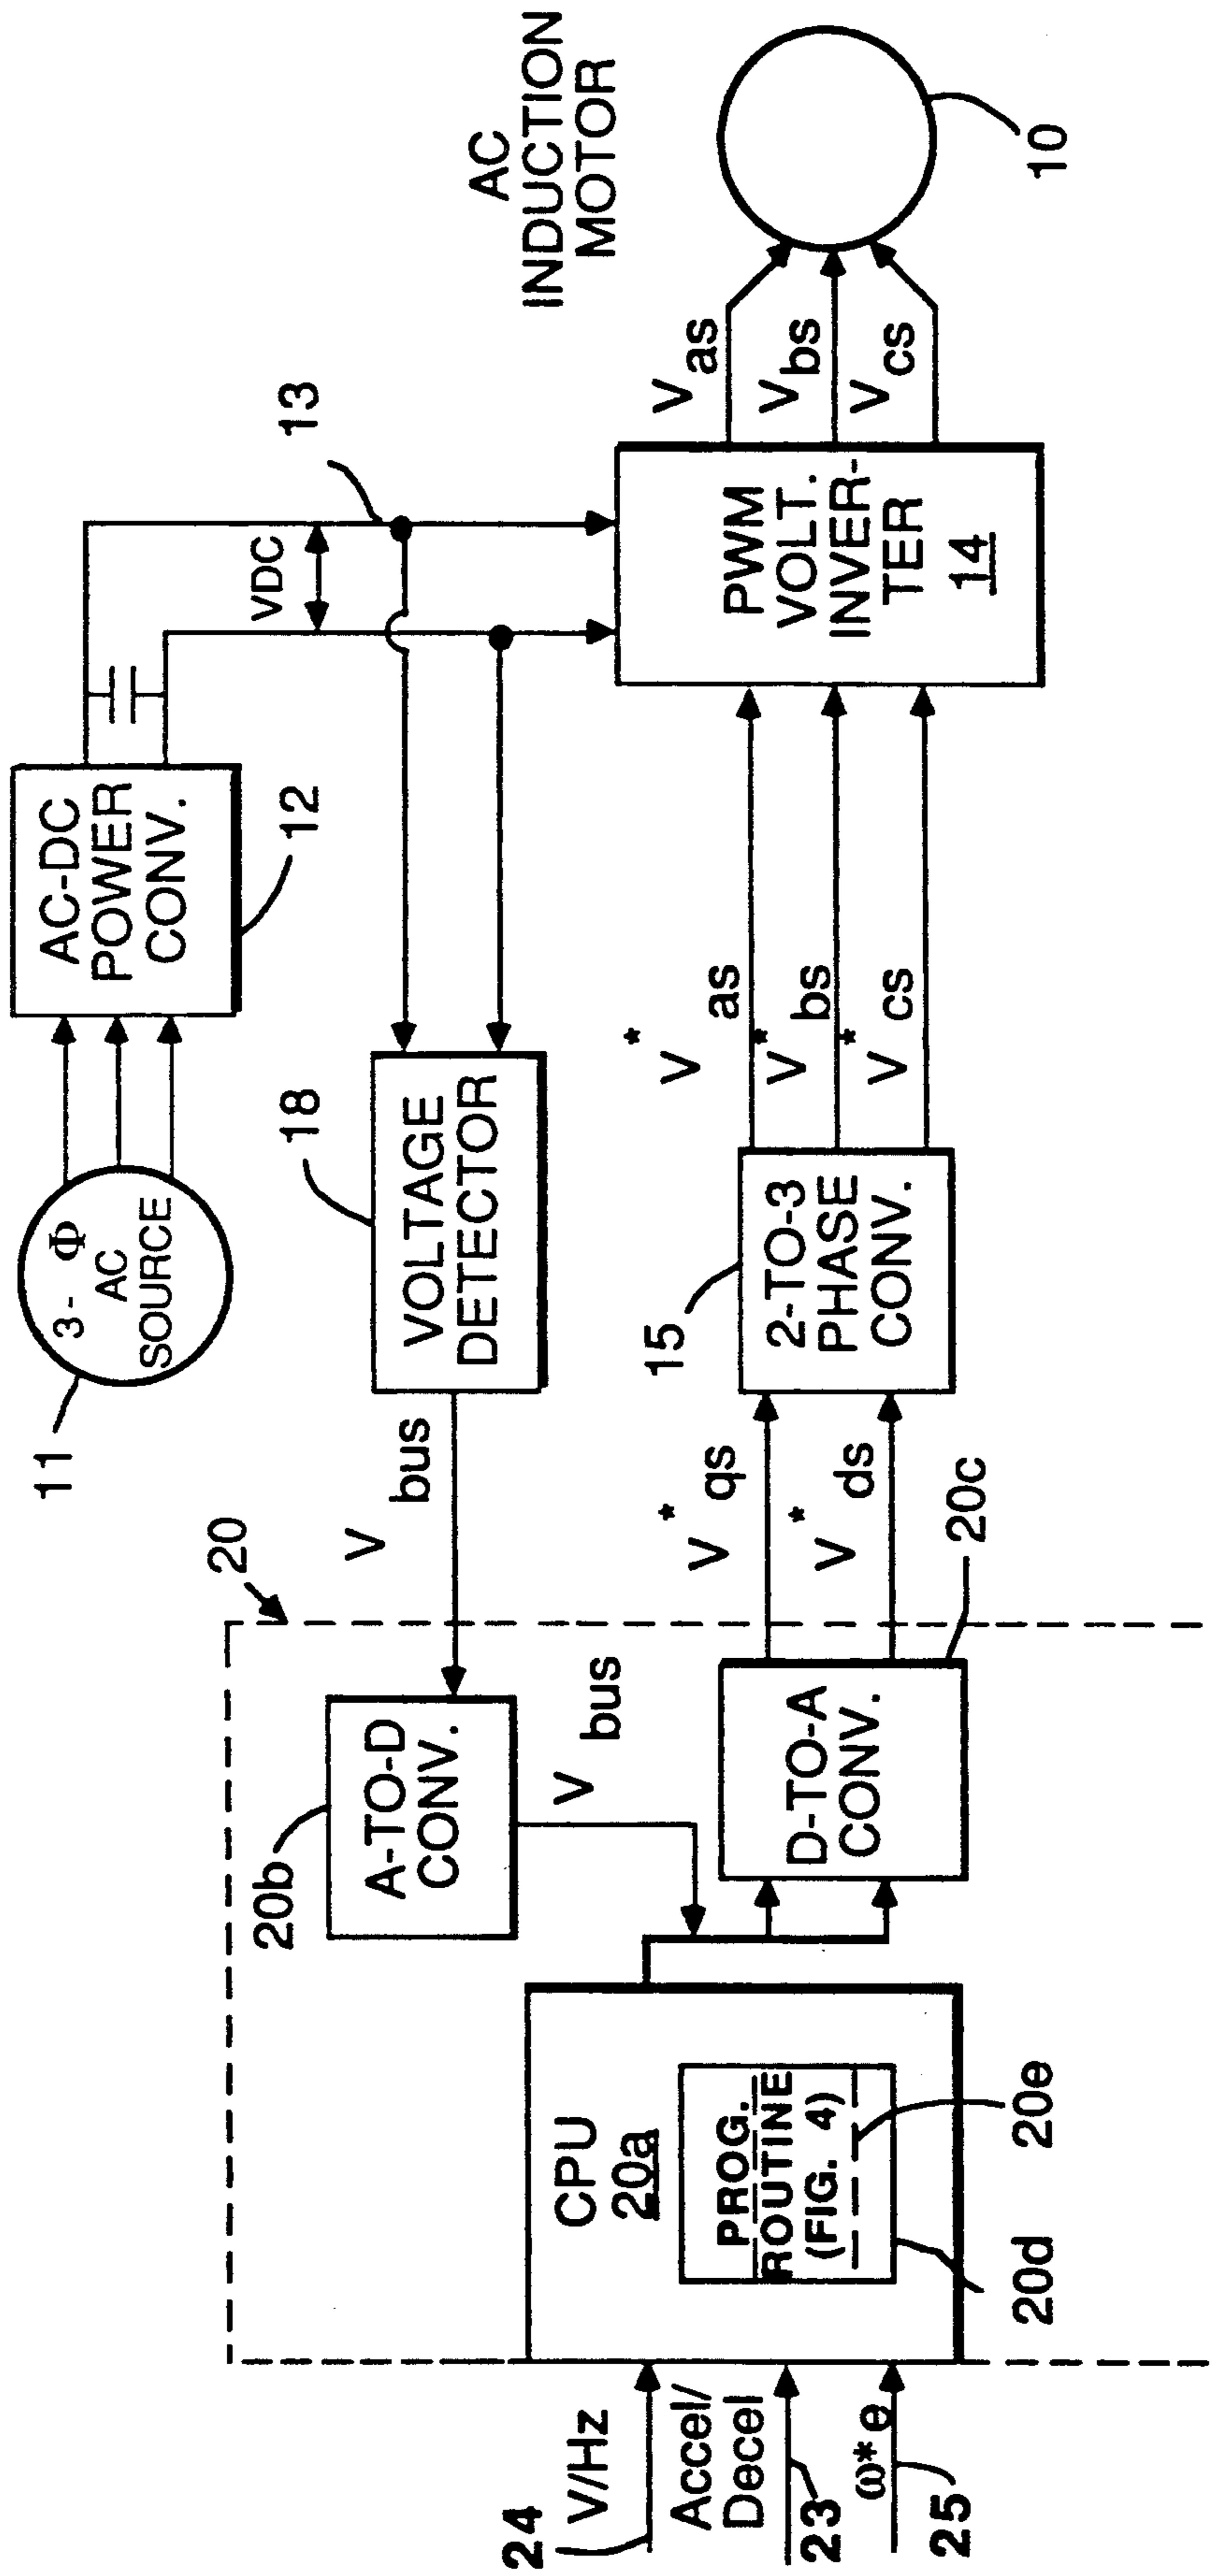 3- Φ
AC
SOURCE
11
AC-DC
POWER
CONV.
12
VDC
13
AC
INDUCTION
MOTOR
10
18
VOLTAGE
DETECTOR
V bus
20
A-TO-D
CONV.
20b
V bus
CPU
20a
PROG.
ROUTINE
(FIG. 4)
20e
20d
24
V/Hz
Accel/
Decel
23
ω*e
25
D-TO-A
CONV.
20c
V* qs
V* ds
15
2-TO-3
PHASE
CONV.
V* as
V* bs
V* cs
PWM
VOLT.
INVER-
TER
14
V as
V bs
V cs